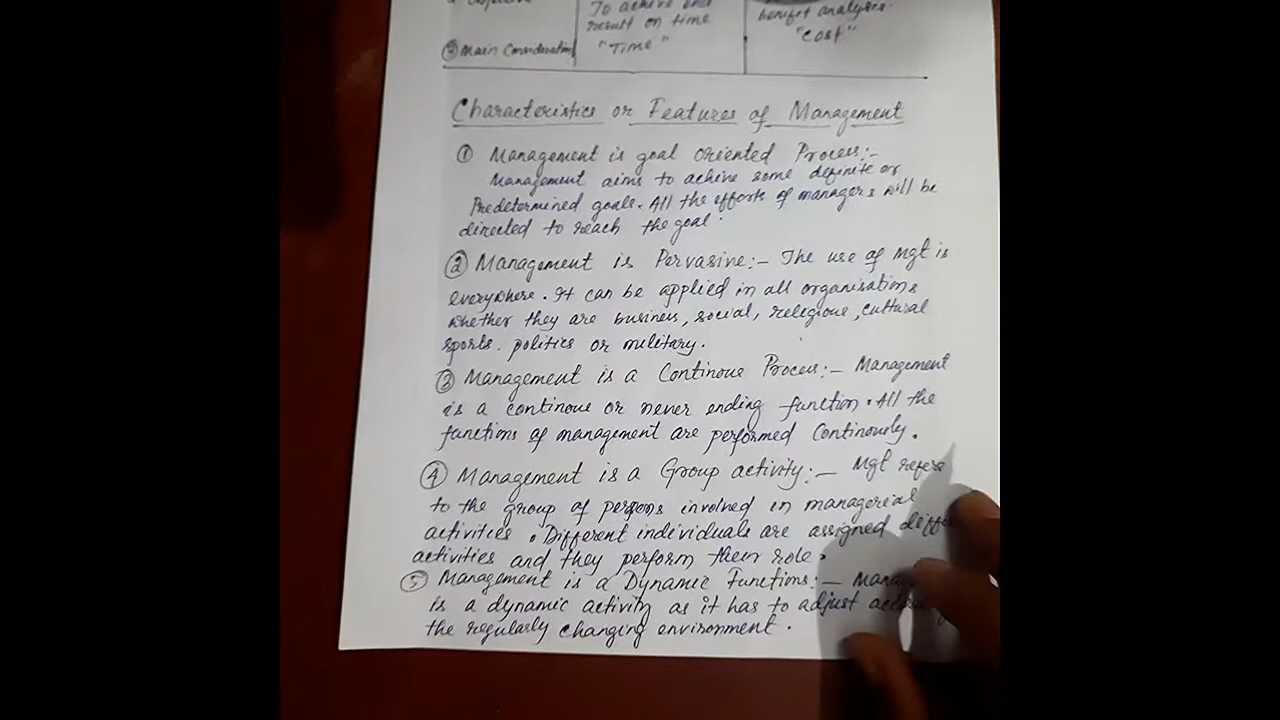 To achieve end
result on time
"Time"
benefit analyses.
"Cost"
③ Main Consideration
Characteristics or Features of Management
① Management is goal Oriented Process:-
Management aims to achive some definite or
Predetermined goals. All the efforts of managers will be
directed to reach the goal.
② Management is Pervasive:- The use of mgt is
everywhere. It can be applied in all organisations
whether they are business, social, religious, cultural
sports. politics or military.
③ Management is a Continous Process:- Management
is a continous or never ending function. All the
functions of management are performed Continously.
④ Management is a Group activity:- Mgt refers
to the group of persons involved in managerial
activities. Different individuals are assigned diffe
activities and they perform their role.
⑤ Management is a Dynamic Functions:- Manag
is a dynamic activity as it has to adjust
the regularly changing environment.